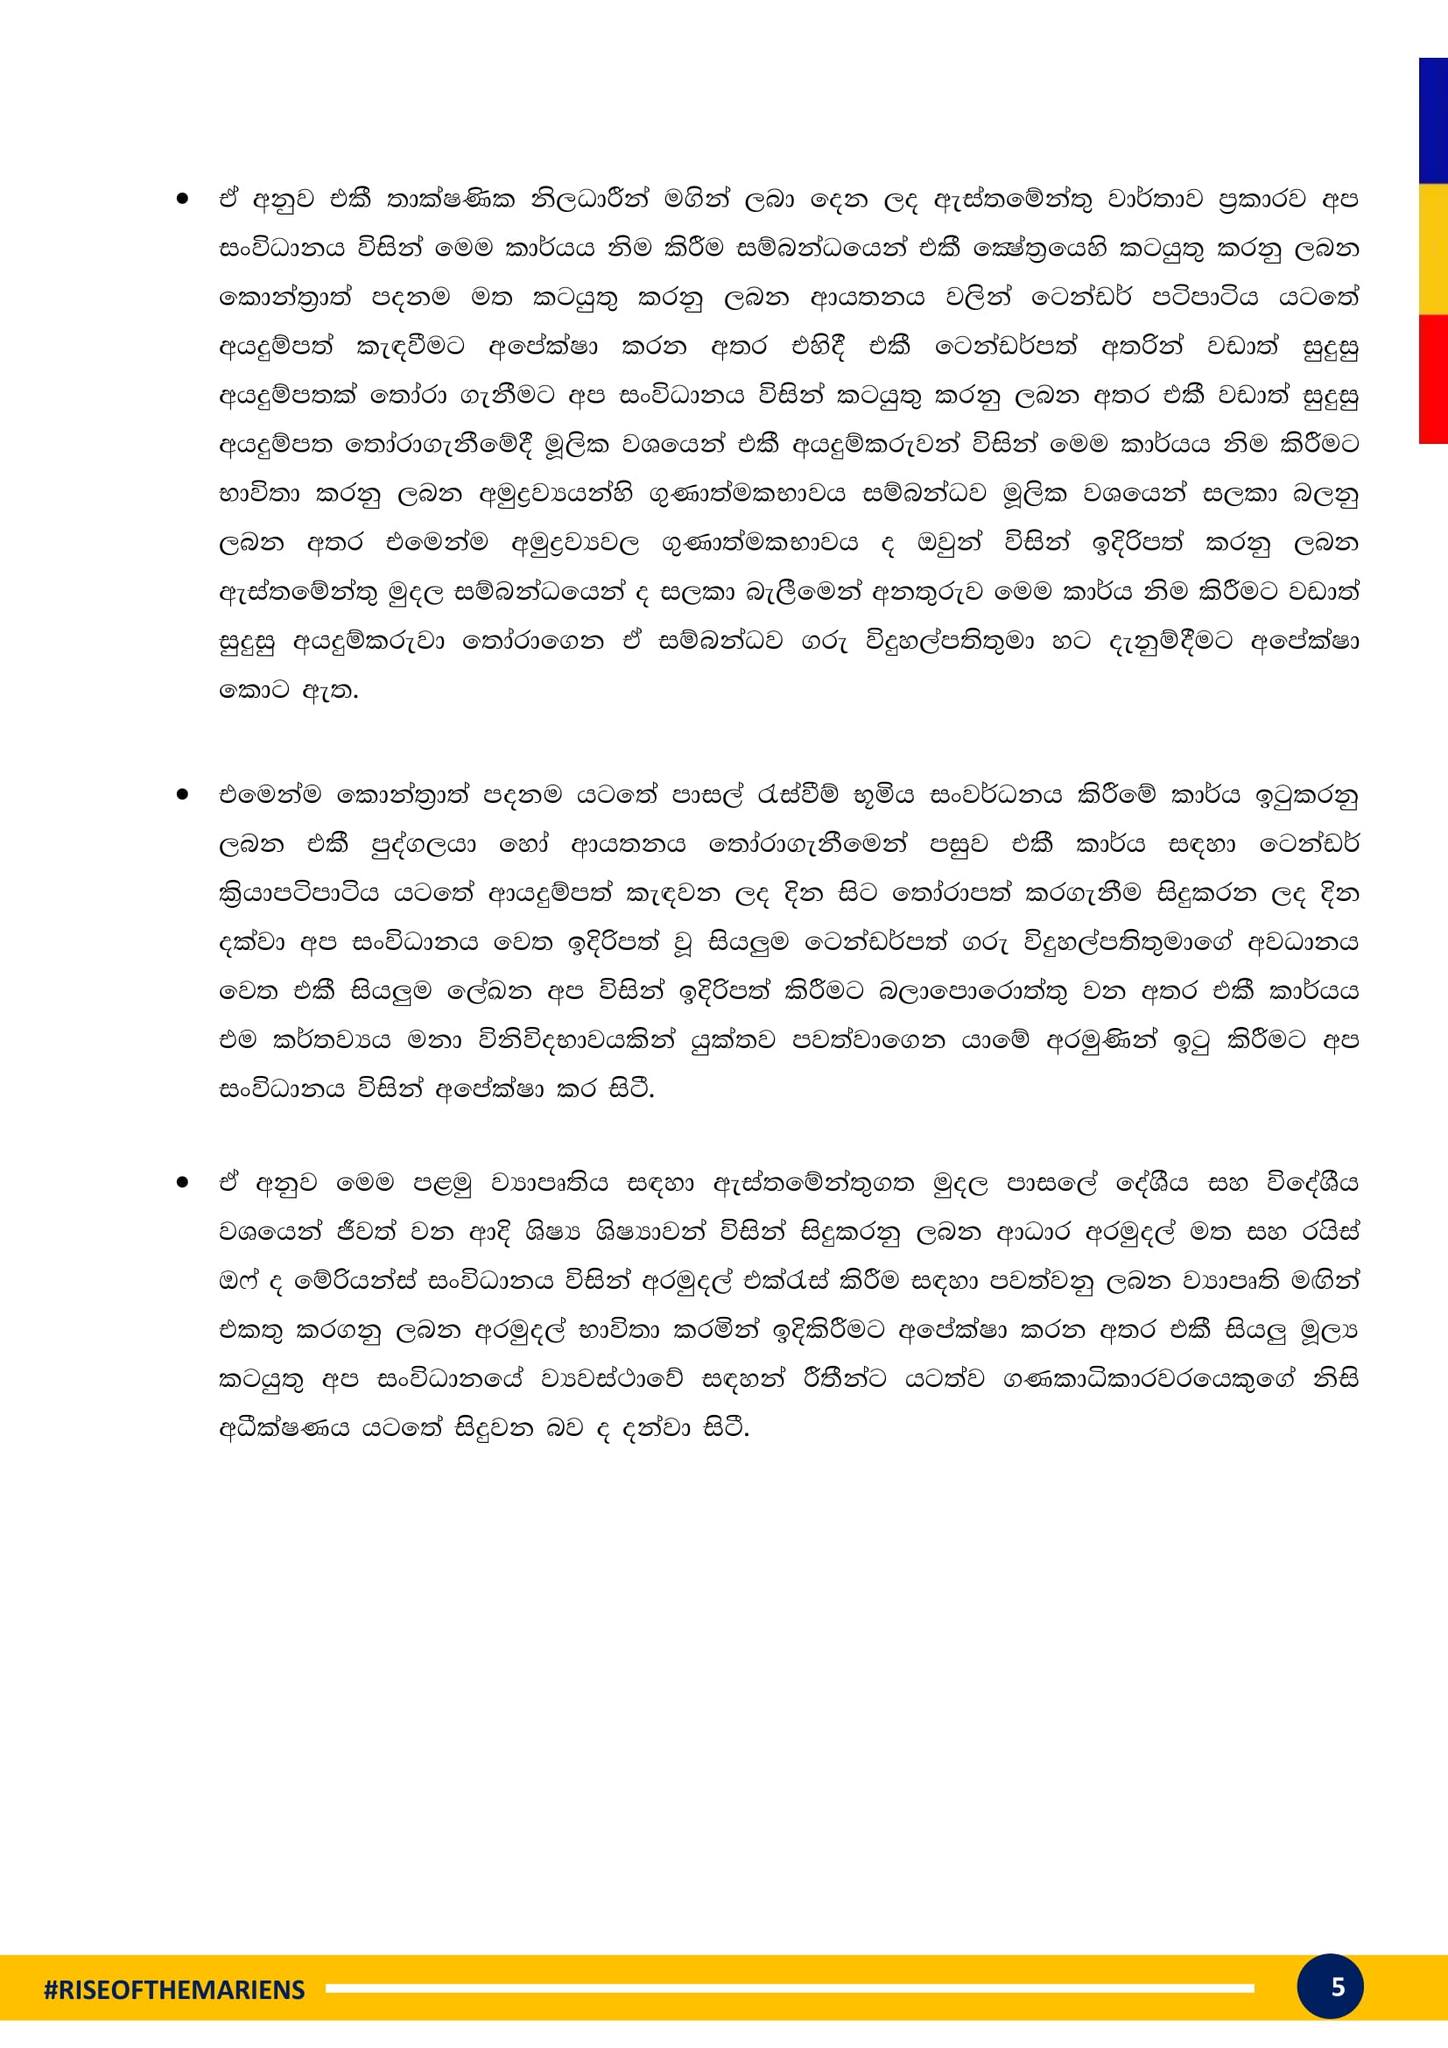 • ඒ අනුව එකී තාක්ෂණික නිලධාරීන් මගින් ලබා දෙන ලද ඇස්තමේන්තු වාර්තාව ප්‍රකාරව අප
සංවිධානය විසින් මෙම කාර්යය නිම කිරීම සම්බන්ධයෙන් එකී ක්‍ෂේත්‍රයෙහි කටයුතු කරනු ලබන
කොන්ත්‍රාත් පදනම මත කටයුතු කරනු ලබන ආයතනය වලින් ටෙන්ඩර් පටිපාටිය යටතේ
අයදුම්පත් කැඳවීමට අපේක්ෂා කරන අතර එහිදී එකී ටෙන්ඩර්පත් අතරින් වඩාත් සුදුසු
අයදුම්පතක් තෝරා ගැනීමට අප සංවිධානය විසින් කටයුතු කරනු ලබන අතර එකී වඩාත් සුදුසු
අයදුම්පත තෝරාගැනීමේදී මූලික වශයෙන් එකී අයදුම්කරුවන් විසින් මෙම කාර්යය නිම කිරීමට
භාවිතා කරනු ලබන අමුද්‍රව්‍යයන්හි ගුණාත්මකභාවය සම්බන්ධව මූලික වශයෙන් සලකා බලනු
ලබන අතර එමෙන්ම අමුද්‍රව්‍යවල ගුණාත්මකභාවය ද ඔවුන් විසින් ඉදිරිපත් කරනු ලබන
ඇස්තමේන්තු මුදල සම්බන්ධයෙන් ද සලකා බැලීමෙන් අනතුරුව මෙම කාර්ය නිම කිරීමට වඩාත්
සුදුසු අයදුම්කරුවා තෝරාගෙන ඒ සම්බන්ධව ගරු විදුහල්පතිතුමා හට දැනුම්දීමට අපේක්ෂා
කොට ඇත.
• එමෙන්ම කොන්ත්‍රාත් පදනම යටතේ පාසල් රැස්වීම් භූමිය සංවර්ධනය කිරීමේ කාර්ය ඉටුකරනු
ලබන එකී පුද්ගලයා හෝ ආයතනය තෝරාගැනීමෙන් පසුව එකී කාර්ය සඳහා ටෙන්ඩර්
ක්‍රියාපටිපාටිය යටතේ ආයදුම්පත් කැඳවන ලද දින සිට තෝරාපත් කරගැනීම සිදුකරන ලද දින
දක්වා අප සංවිධානය වෙත ඉදිරිපත් වූ සියලුම ටෙන්ඩර්පත් ගරු විදුහල්පතිතුමාගේ අවධානය
වෙත එකී සියලුම ලේඛන අප විසින් ඉදිරිපත් කිරීමට බලාපොරොත්තු වන අතර එකී කාර්යය
එම කර්තව්‍යය මනා විනිවිදභාවයකින් යුක්තව පවත්වාගෙන යාමේ අරමුණින් ඉටු කිරීමට අප
සංවිධානය විසින් අපේක්ෂා කර සිටී.
• ඒ අනුව මෙම පළමු ව්‍යාපෘතිය සඳහා ඇස්තමේන්තුගත මුදල පාසලේ දේශීය සහ විදේශීය
වශයෙන් ජීවත් වන ආදි ශිෂ්‍ය ශිෂ්‍යාවන් විසින් සිදුකරනු ලබන ආධාර අරමුදල් මත සහ රයිස්
ඔෆ් ද මේරියන්ස් සංවිධානය විසින් අරමුදල් එක්රැස් කිරීම සඳහා පවත්වනු ලබන ව්‍යාපෘති මඟින්
එකතු කරගනු ලබන අරමුදල් භාවිතා කරමින් ඉදිකිරීමට අපේක්ෂා කරන අතර එකී සියලු මූල්‍ය
කටයුතු අප සංවිධානයේ ව්‍යවස්ථාවේ සඳහන් රීතීන්ට යටත්ව ගණකාධිකාරවරයෙකුගේ නිසි
අධීක්ෂණය යටතේ සිදුවන බව ද දන්වා සිටී.
#RISEOFTHEMARIENS 5